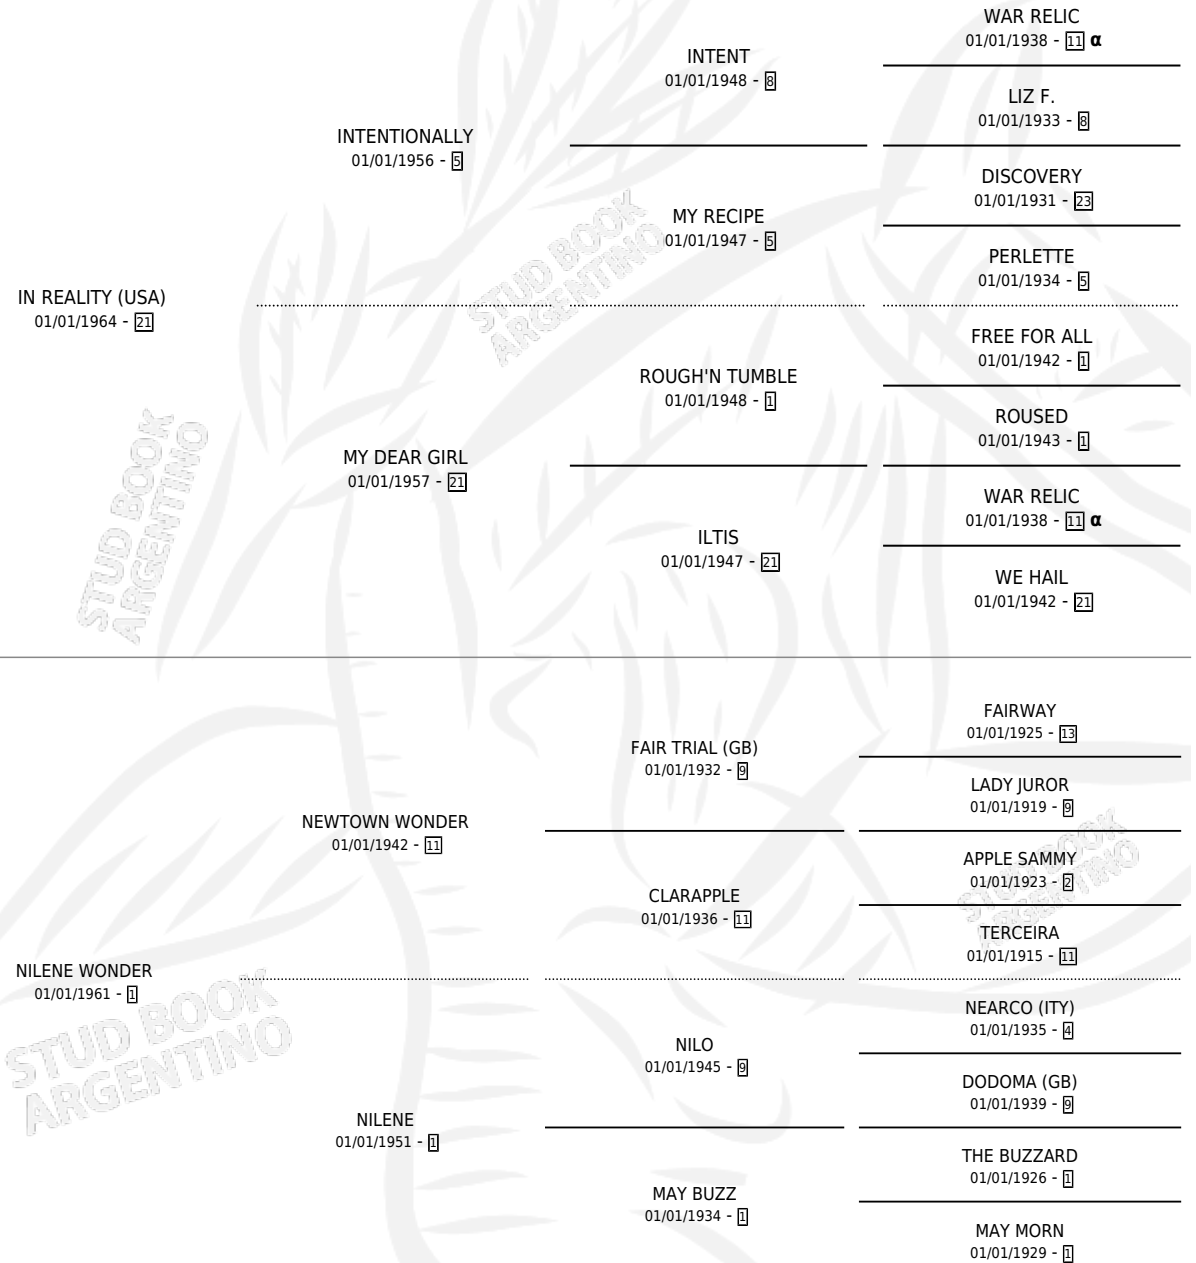 IN REALITY (USA)
01/01/1964 - 21
INTENTIONALLY
01/01/1956 - 5
INTENT
01/01/1948 - 8
WAR RELIC
01/01/1938 - 11 α
LIZ F.
01/01/1933 - 8
MY RECIPE
01/01/1947 - 5
DISCOVERY
01/01/1931 - 23
PERLETTE
01/01/1934 - 5
MY DEAR GIRL
01/01/1957 - 21
ROUGH'N TUMBLE
01/01/1948 - 1
FREE FOR ALL
01/01/1942 - 1
ROUSED
01/01/1943 - 1
ILTIS
01/01/1947 - 21
WAR RELIC
01/01/1938 - 11 α
WE HAIL
01/01/1942 - 21
NILENE WONDER
01/01/1961 - 1
NEWTOWN WONDER
01/01/1942 - 11
FAIR TRIAL (GB)
01/01/1932 - 9
FAIRWAY
01/01/1925 - 13
LADY JUROR
01/01/1919 - 9
CLARAPPLE
01/01/1936 - 11
APPLE SAMMY
01/01/1923 - 2
TERCEIRA
01/01/1915 - 11
NILENE
01/01/1951 - 1
NILO
01/01/1945 - 9
NEARCO (ITY)
01/01/1935 - 4
DODOMA (GB)
01/01/1939 - 9
MAY BUZZ
01/01/1934 - 1
THE BUZZARD
01/01/1926 - 1
MAY MORN
01/01/1929 - 1
STUD BOOK
ARGENTINO
STUD BOOK
ARGENTINO
STUD BOOK
ARGENTINO
STUD BOOK
ARGENTINO